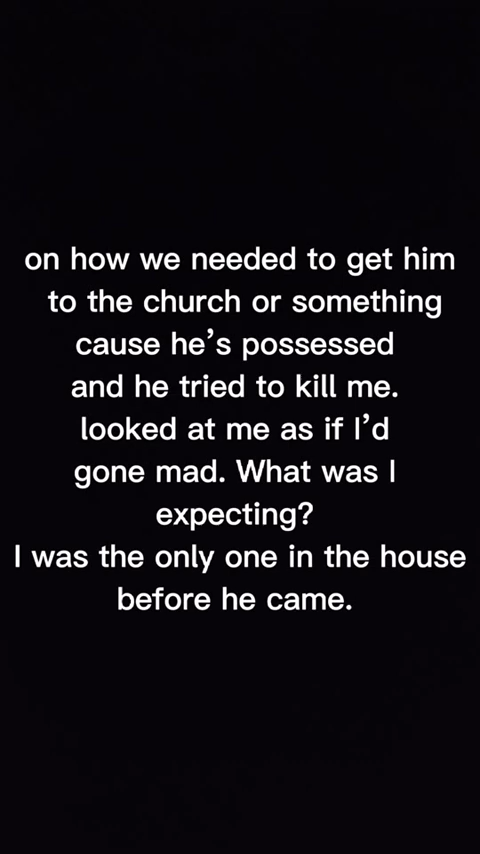 on how we needed to get him
to the church or something
cause he’s possessed
and he tried to kill me.
looked at me as if I’d
gone mad. What was I
expecting?
I was the only one in the house
before he came.